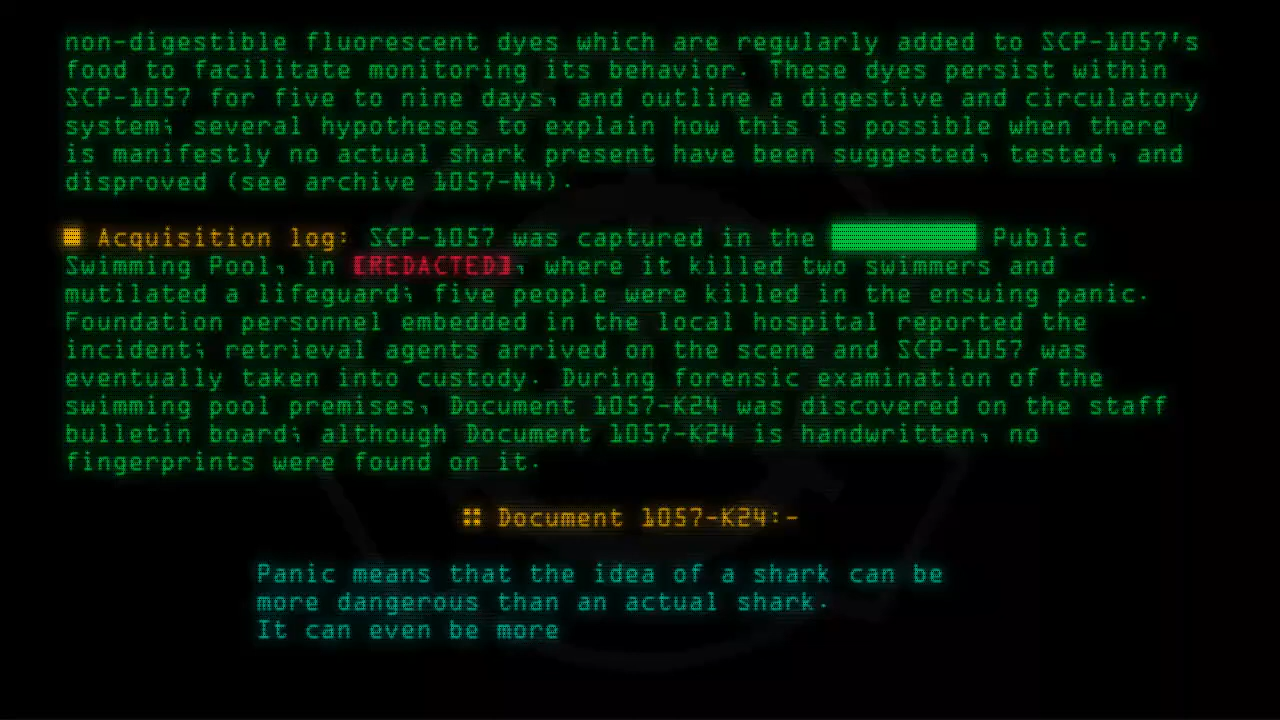 non-digestible fluorescent dyes which are regularly added to SCP-1057's
food to facilitate monitoring its behavior. These dyes persist within
SCP-1057 for five to nine days, and outline a digestive and circulatory
system; several hypotheses to explain how this is possible when there
is manifestly no actual shark present have been suggested, tested, and
disproved (see archive 1057-N4).
■ Acquisition log: SCP-1057 was captured in the █████████ Public
Swimming Pool, in [REDACTED], where it killed two swimmers and
mutilated a lifeguard; five people were killed in the ensuing panic.
Foundation personnel embedded in the local hospital reported the
incident; retrieval agents arrived on the scene and SCP-1057 was
eventually taken into custody. During forensic examination of the
swimming pool premises, Document 1057-K24 was discovered on the staff
bulletin board; although Document 1057-K24 is handwritten, no
fingerprints were found on it.
:: Document 1057-K24:-
Panic means that the idea of a shark can be
more dangerous than an actual shark.
It can even be more